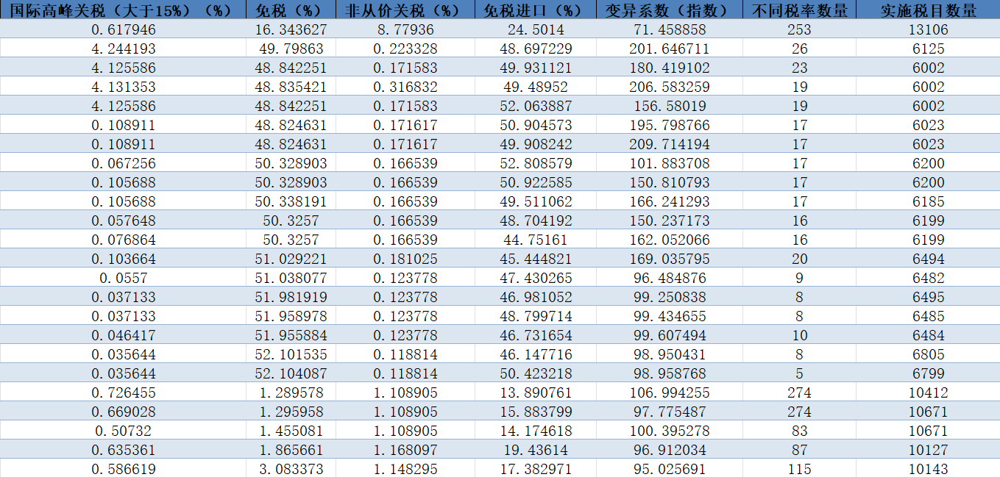 国际高峰关税（大于15%）（%） 免税（%） 非从价关税（%） 免税进口（%） 变异系数（指数） 不同税率数量 实施税目数量
0.617946 16.343627 8.77936 24.5014 71.458858 253 13106
4.244193 49.79863 0.223328 48.697229 201.646711 26 6125
4.125586 48.842251 0.171583 49.931121 180.419102 23 6002
4.131353 48.835421 0.316832 49.48952 206.583259 19 6002
4.125586 48.842251 0.171583 52.063887 156.58019 19 6002
0.108911 48.824631 0.171617 50.904573 195.798766 17 6023
0.108911 48.824631 0.171617 49.908242 209.714194 17 6023
0.067256 50.328903 0.166539 52.808579 101.883708 17 6200
0.105688 50.328903 0.166539 50.922585 150.810793 17 6200
0.105688 50.338191 0.166539 49.511062 166.241293 17 6185
0.057648 50.3257 0.166539 48.704192 150.237173 16 6199
0.076864 50.3257 0.166539 44.75161 162.052066 16 6199
0.103664 51.029221 0.181025 45.444821 169.035795 20 6494
0.0557 51.038077 0.123778 47.430265 96.484876 9 6482
0.037133 51.981919 0.123778 46.981052 99.250838 8 6495
0.037133 51.958978 0.123778 48.799714 99.434655 8 6485
0.046417 51.955884 0.123778 46.731654 99.607494 10 6484
0.035644 52.101535 0.118814 46.147716 98.950431 8 6805
0.035644 52.104087 0.118814 50.423218 98.958768 5 6799
0.726455 1.289578 1.108905 13.890761 106.994255 274 10412
0.669028 1.295958 1.108905 15.883799 97.775487 274 10671
0.50732 1.455081 1.108905 14.174618 100.395278 83 10671
0.635361 1.865661 1.168097 19.43614 96.912034 87 10127
0.586619 3.083373 1.148295 17.382971 95.025691 115 10143